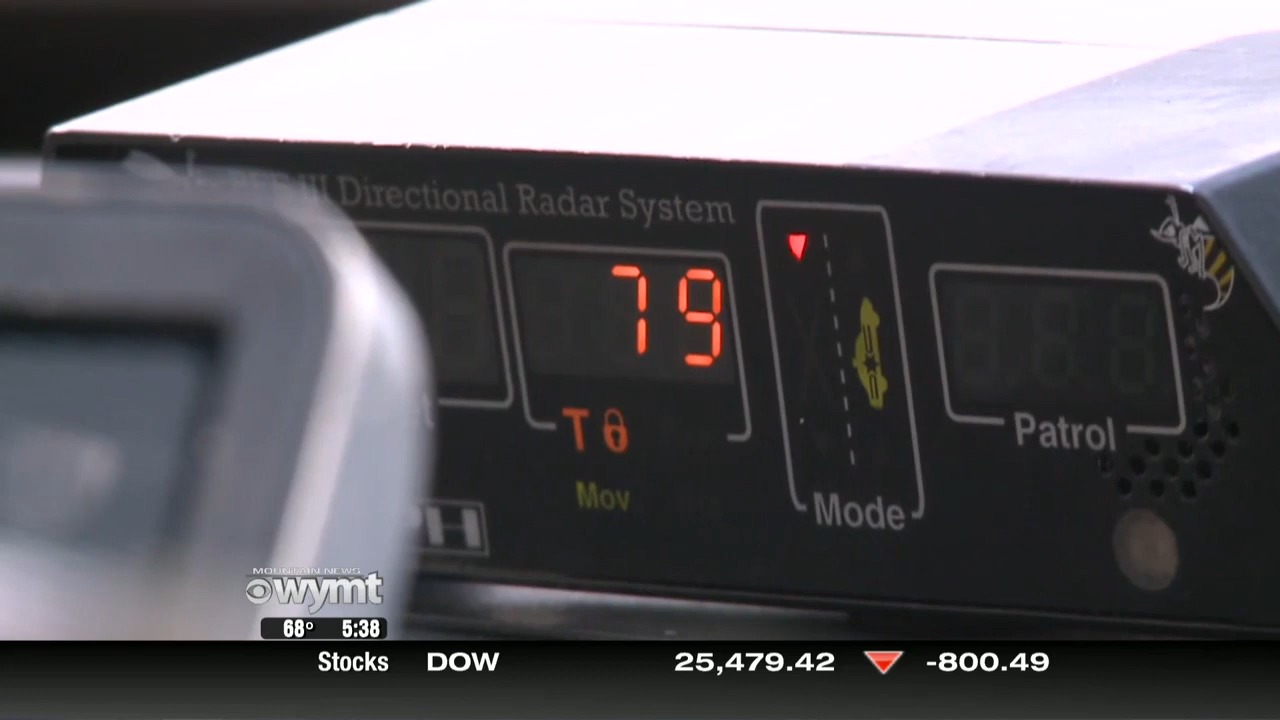 Directional Radar System
79
T
Mov
Mode
Patrol
PH
MOUNTAIN NEWS
wymt
68° 5:38
Stocks DOW 25,479.42 -800.49